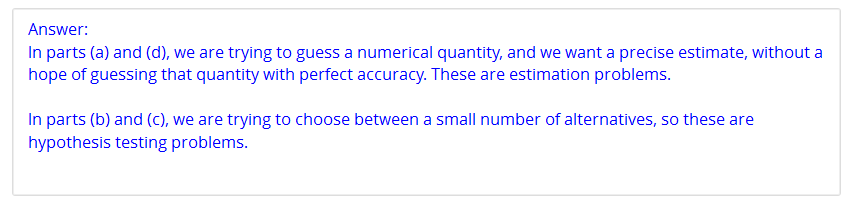 Answer:
In parts (a) and (d), we are trying to guess a numerical quantity, and we want a precise estimate, without a
hope of guessing that quantity with perfect accuracy. These are estimation problems.
In parts (b) and (c), we are trying to choose between a small number of alternatives, so these are
hypothesis testing problems.